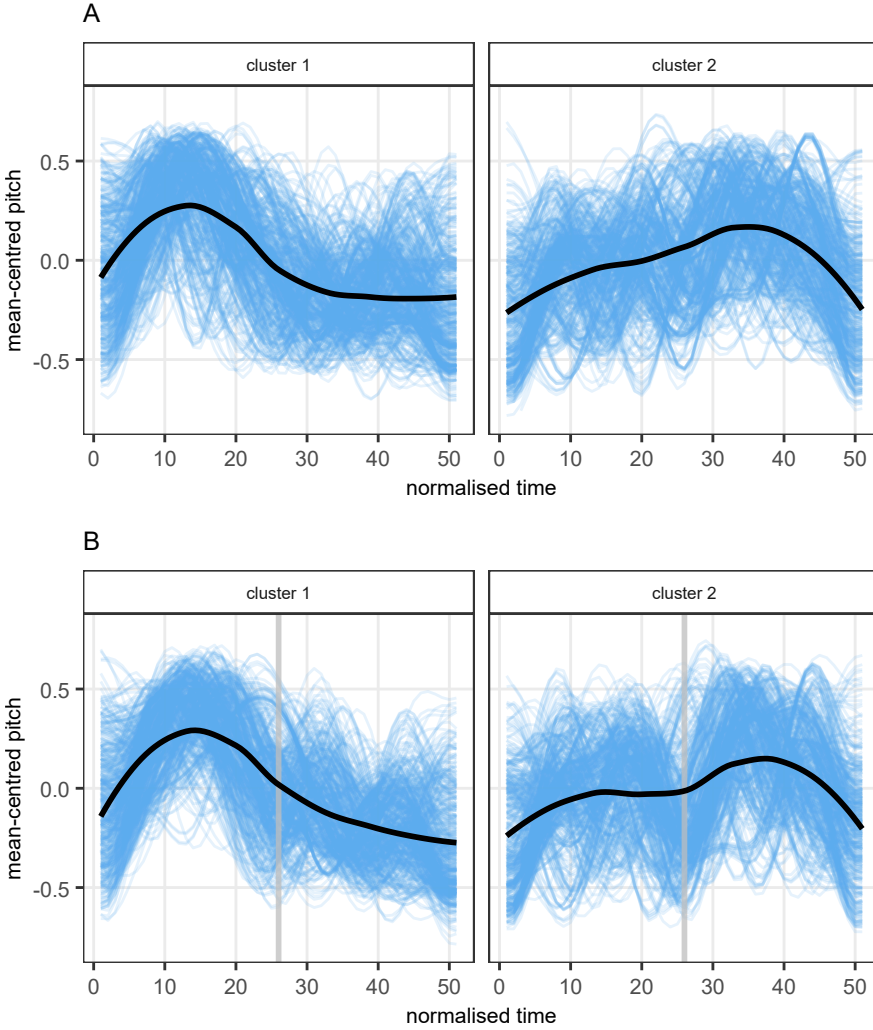 A
cluster 1
cluster 2
mean-centred pitch
0.5
0.0
-0.5
0 10 20 30 40 50
0 10 20 30 40 50
normalised time
B
cluster 1
cluster 2
mean-centred pitch
0.5
0.0
-0.5
0 10 20 30 40 50
0 10 20 30 40 50
normalised time